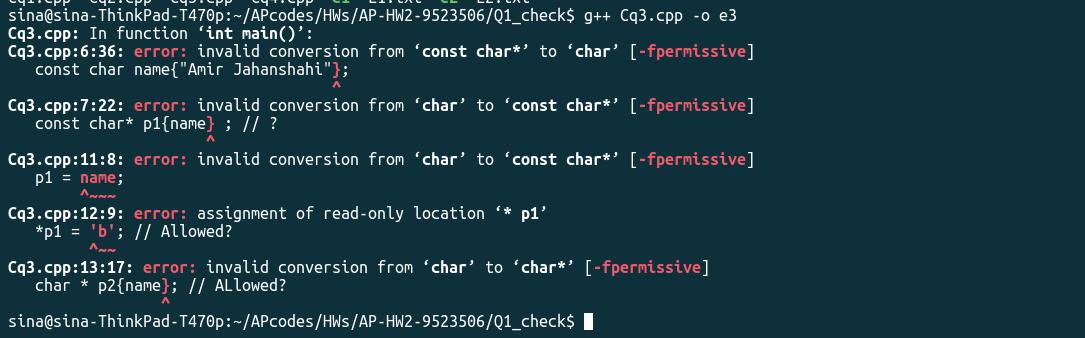 sina@sina-ThinkPad-T470p:~/APcodes/HWs/AP-HW2-9523506/Q1_check$ g++ Cq3.cpp -o e3
Cq3.cpp: In function ‘int main()’:
Cq3.cpp:6:36: error: invalid conversion from ‘const char*’ to ‘char’ [-fpermissive]
const char name{"Amir Jahanshahi"};
^
Cq3.cpp:7:22: error: invalid conversion from ‘char’ to ‘const char*’ [-fpermissive]
const char* p1{name} ; // ?
^
Cq3.cpp:11:8: error: invalid conversion from ‘char’ to ‘const char*’ [-fpermissive]
p1 = name;
^~~~
Cq3.cpp:12:9: error: assignment of read-only location ‘* p1’
*p1 = 'b'; // Allowed?
^~~
Cq3.cpp:13:17: error: invalid conversion from ‘char’ to ‘char*’ [-fpermissive]
char * p2{name}; // ALlowed?
^
sina@sina-ThinkPad-T470p:~/APcodes/HWs/AP-HW2-9523506/Q1_check$